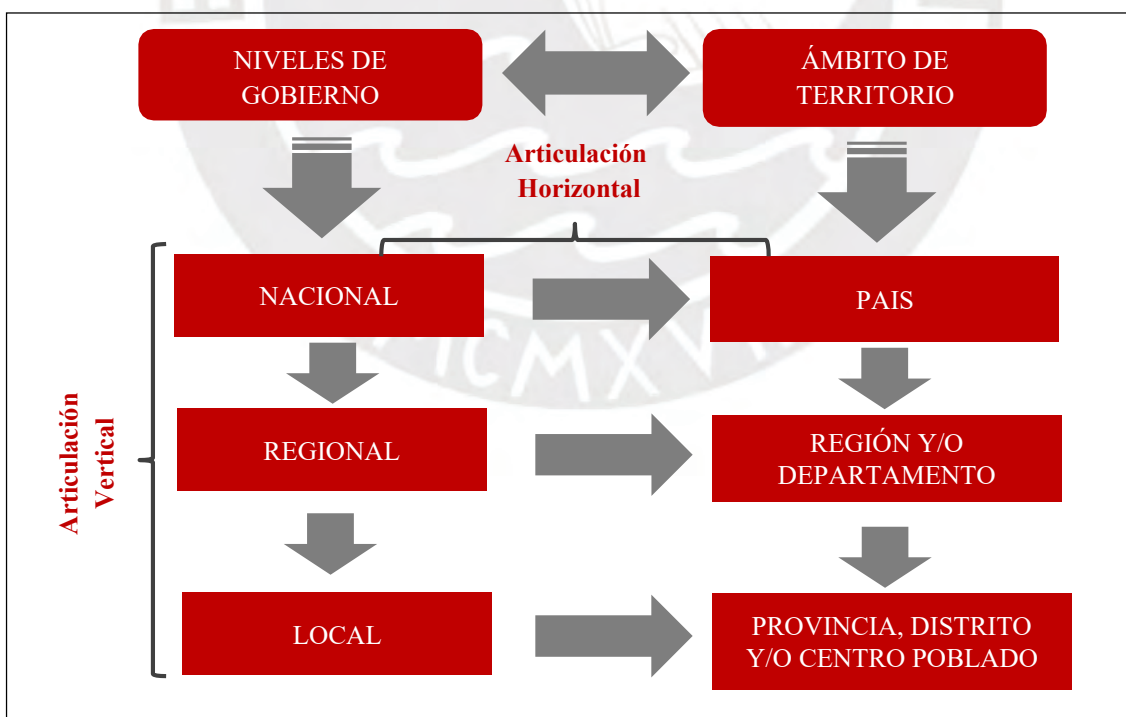 NIVELES DE
GOBIERNO
ÁMBITO DE
TERRITORIO
Articulación
Horizontal
NACIONAL
PAIS
Articulación
Vertical
REGIONAL
REGIÓN Y/O
DEPARTAMENTO
LOCAL
PROVINCIA, DISTRITO
Y/O CENTRO POBLADO